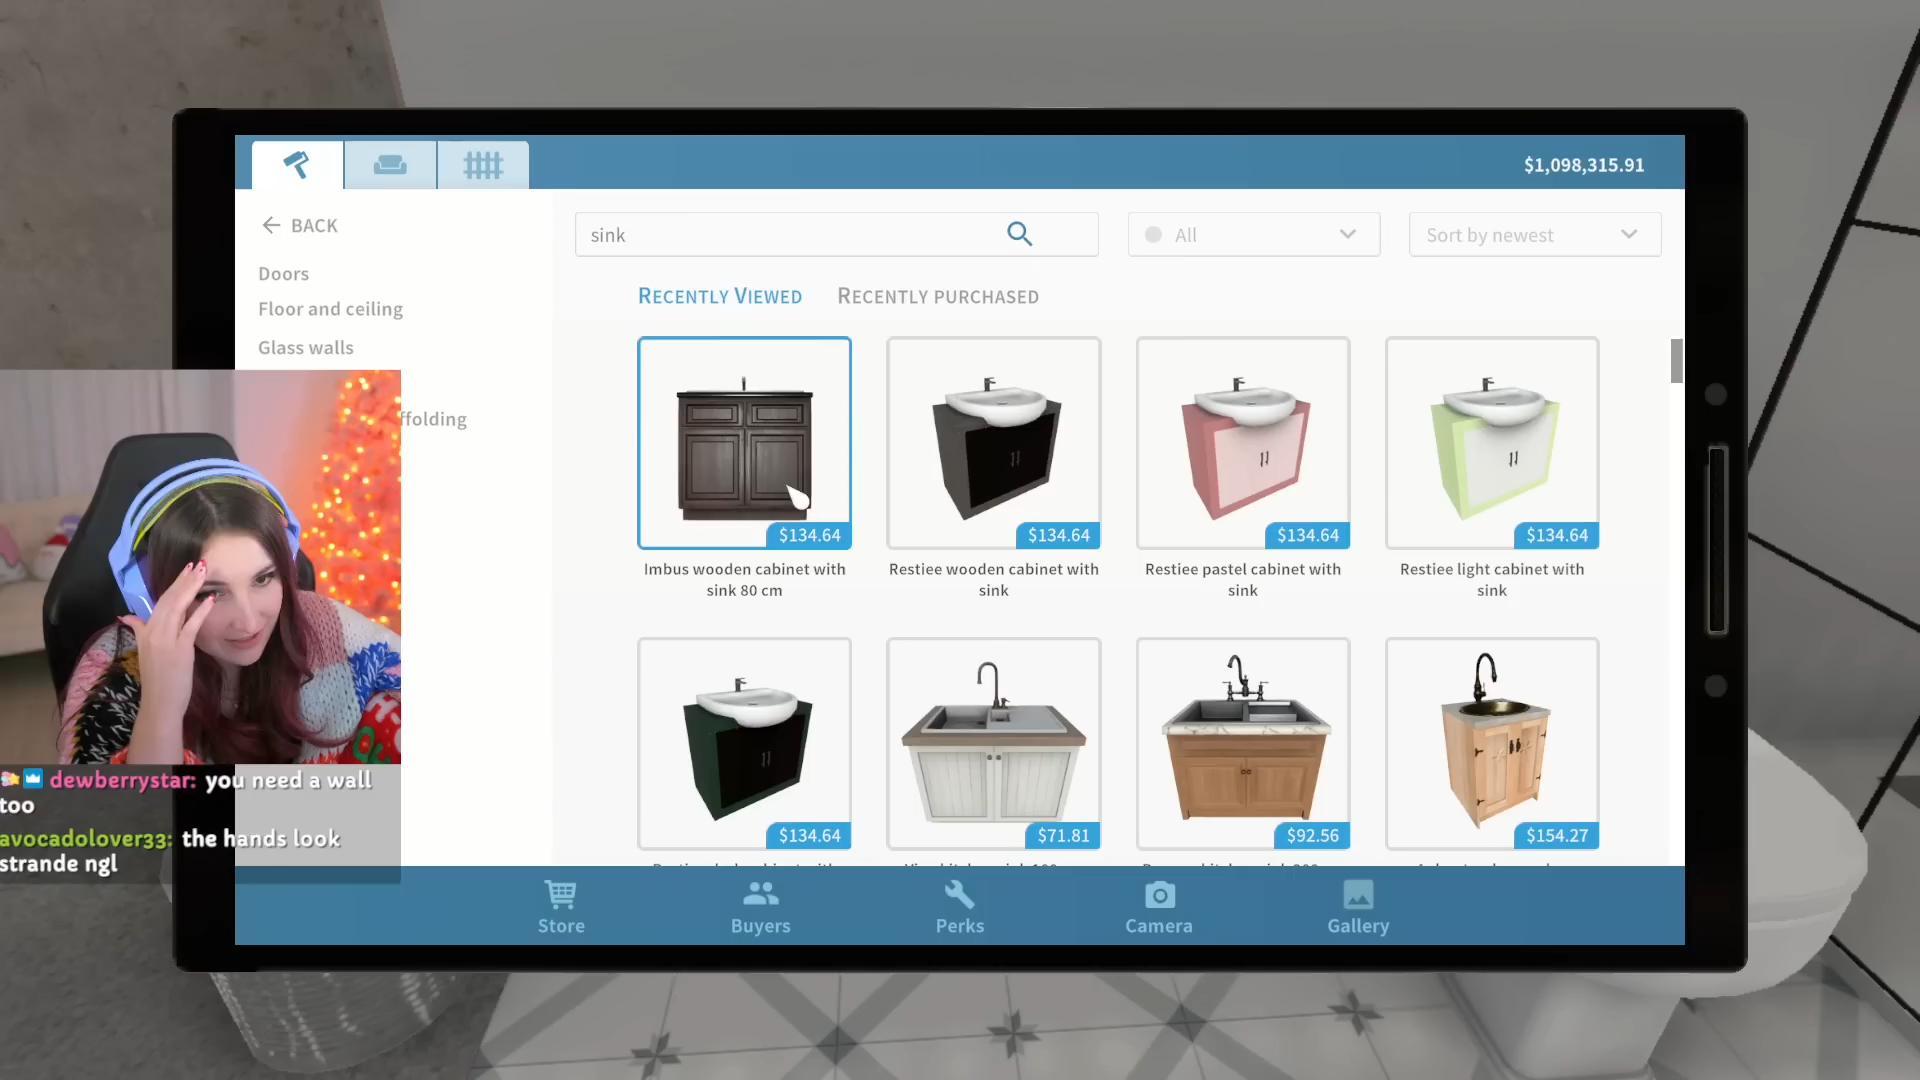 $1,098,315.91
BACK
sink
All
Sort by newest
Doors
Floor and ceiling
Glass walls
ffolding
RECENTLY VIEWED
RECENTLY PURCHASED
$134.64
$134.64
$134.64
$134.64
Imbus wooden cabinet with
sink 80 cm
Restiee wooden cabinet with
sink
Restiee pastel cabinet with
sink
Restiee light cabinet with
sink
$134.64
$71.81
$92.56
$154.27
dewberrystar: you need a wall
too
avocadolover33: the hands look
strande ngl
Store
Buyers
Perks
Camera
Gallery